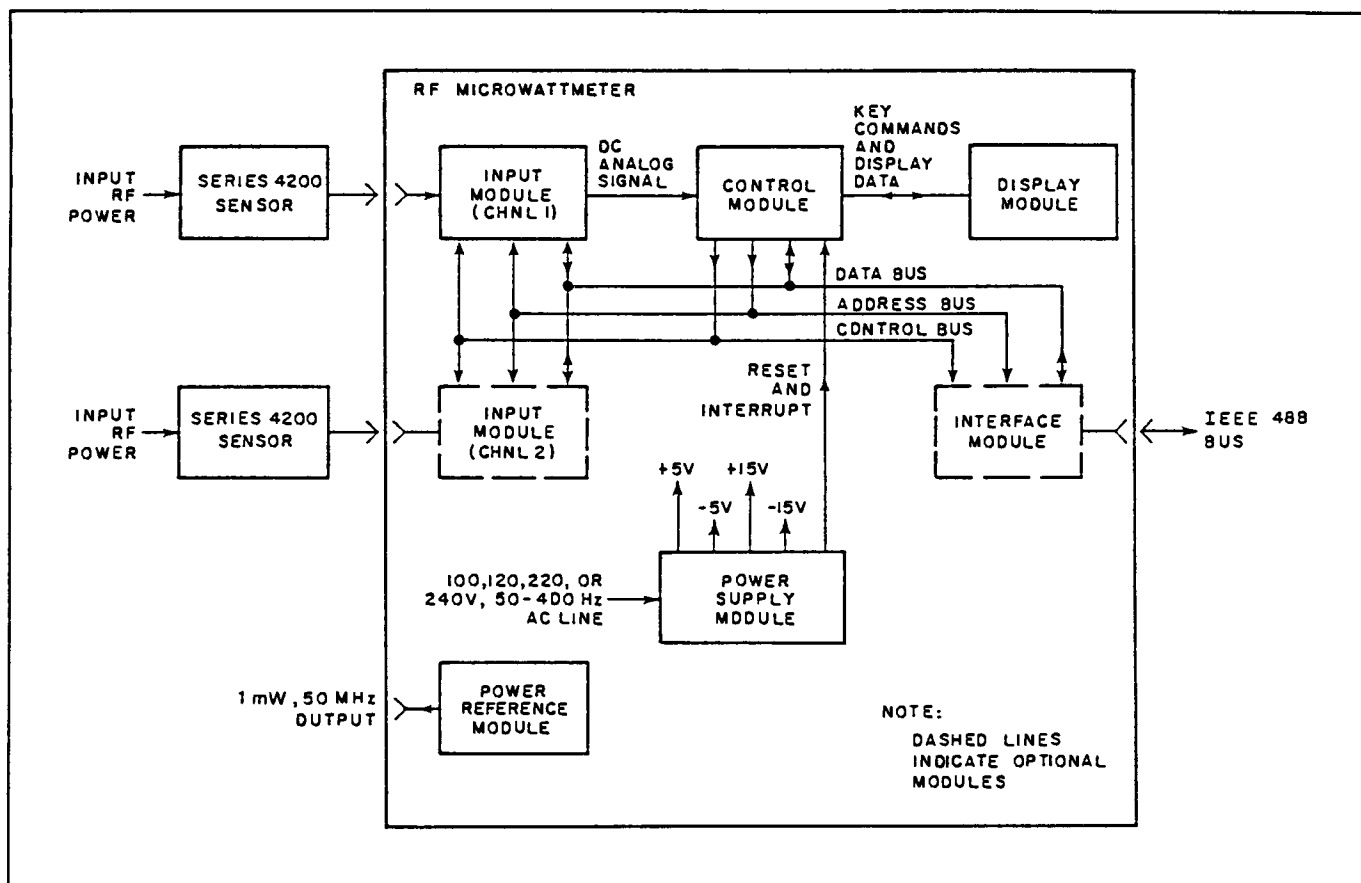 RF MICROWATTMETER
INPUT
RF
POWER
SERIES 4200
SENSOR
INPUT
MODULE
(CHNL 1)
DC
ANALOG
SIGNAL
CONTROL
MODULE
KEY
COMMANDS
AND
DISPLAY
DATA
DISPLAY
MODULE
DATA BUS
ADDRESS BUS
CONTROL BUS
INPUT
RF
POWER
SERIES 4200
SENSOR
INPUT
MODULE
(CHNL 2)
RESET
AND
INTERRUPT
INTERFACE
MODULE
IEEE 488
BUS
+5V
+15V
-5V
-15V
100,120,220, OR
240V, 50-400 Hz
AC LINE
POWER
SUPPLY
MODULE
1 mW, 50 MHz
OUTPUT
POWER
REFERENCE
MODULE
NOTE:
DASHED LINES
INDICATE OPTIONAL
MODULES